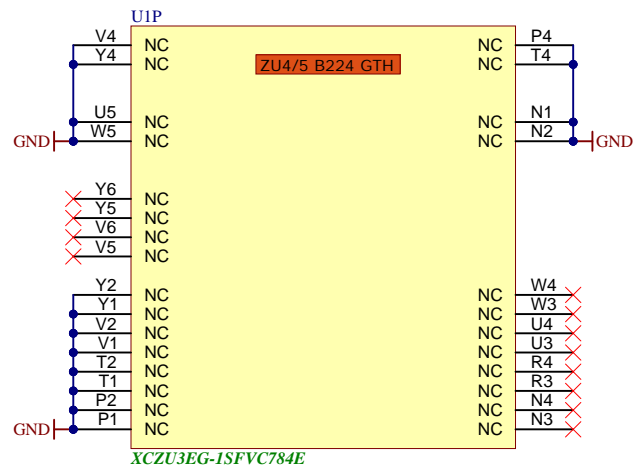 U1P
V4 NC NC P4
Y4 NC ZU4/5 B224 GTH NC T4
U5 NC NC N1
GND W5 NC NC N2 GND
Y6 NC
Y5 NC
V6 NC
V5 NC
Y2 NC NC W4
Y1 NC NC W3
V2 NC NC U4
V1 NC NC U3
T2 NC NC R4
T1 NC NC R3
P2 NC NC N4
GND P1 NC NC N3
XCZU3EG-1SFVC784E